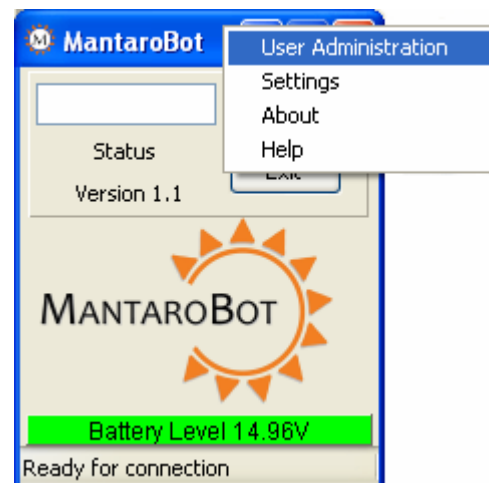 MantaroBot
User Administration
Settings
About
Help
Status
Exit
Version 1.1
MANTAROBOT
Battery Level 14.96V
Ready for connection